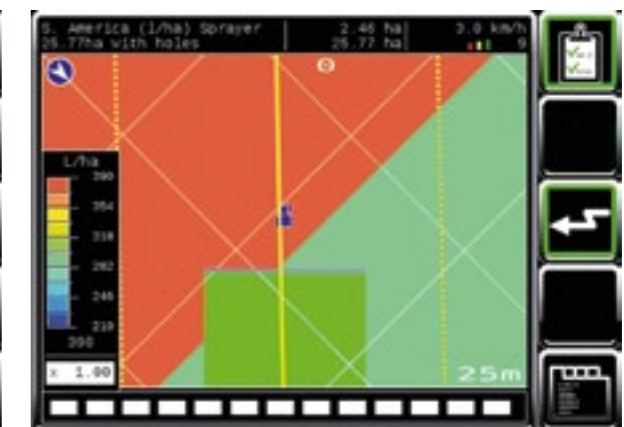 S. America (l/ha) Sprayer 2.46 ha 3.0 km/h
25.77ha with holes 25.77 ha 9
L/ha
390
354
318
282
246
210
390
x 1.00
25m